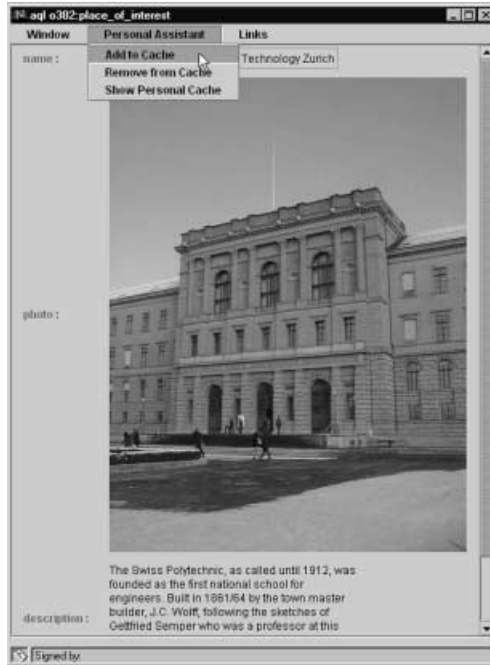 aql o382:place_of_interest
Window Personal Assistant Links
name :
Technology Zurich
Add to Cache
Remove from Cache
Show Personal Cache
photo :
The Swiss Polytechnic, as called until 1912, was
founded as the first national school for
engineers. Built in 1861/64 by the town master
builder, J.C. Wolff, following the sketches of
description :
Gettfried Semper who was a professor at this
Signed by: